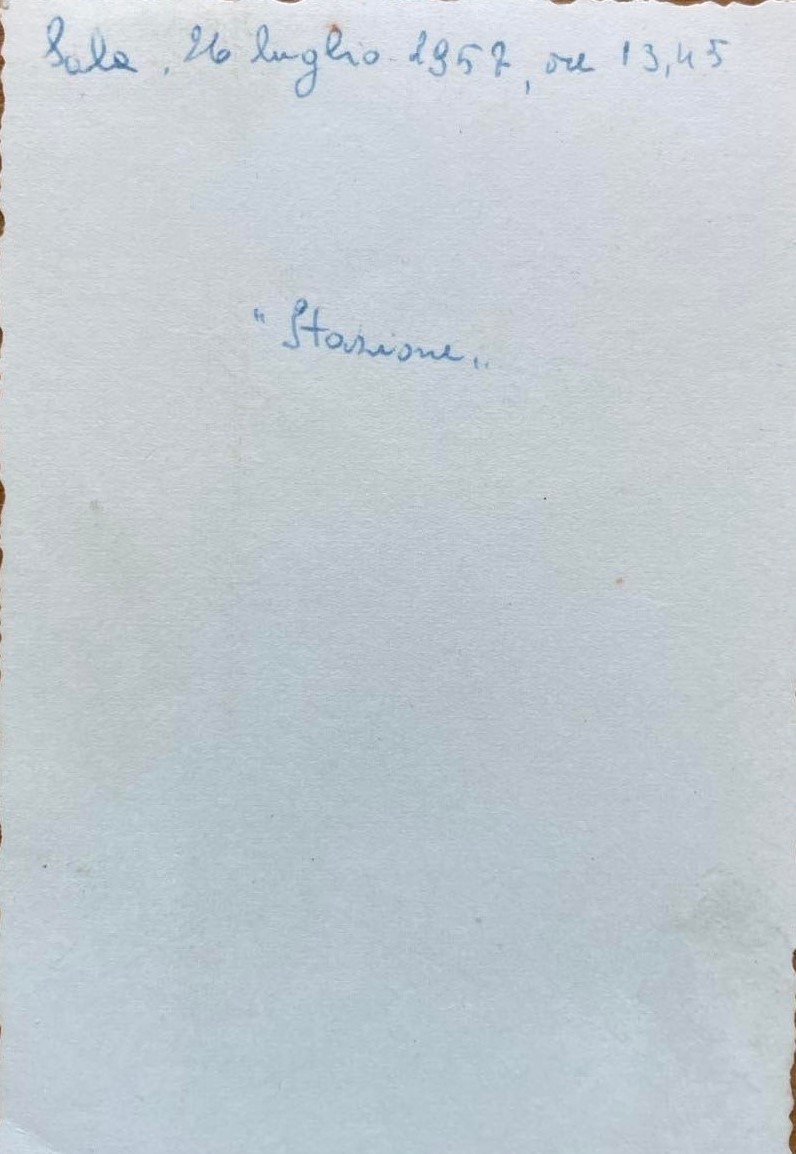 Sala, 26 luglio 1957, ore 13,45
"Stazione"